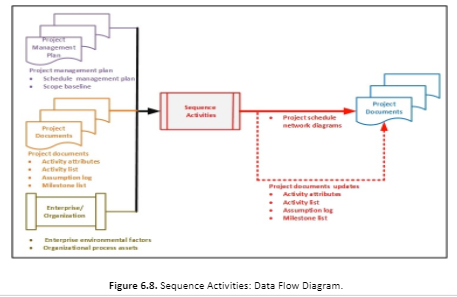 Project
Management
Plan
Project management plan
• Schedule management plan
• Scope baseline
Project
Documents
Project documents
• Activity attributes
• Activity list
• Assumption log
• Milestone list
Enterprise/
Organization
• Enterprise environmental factors
• Organizational process assets
Sequence
Activities
• Project schedule
network diagrams
Project
Documents
Project documents updates
• Activity attributes
• Activity list
• Assumption log
• Milestone list
Figure 6.8. Sequence Activities: Data Flow Diagram.